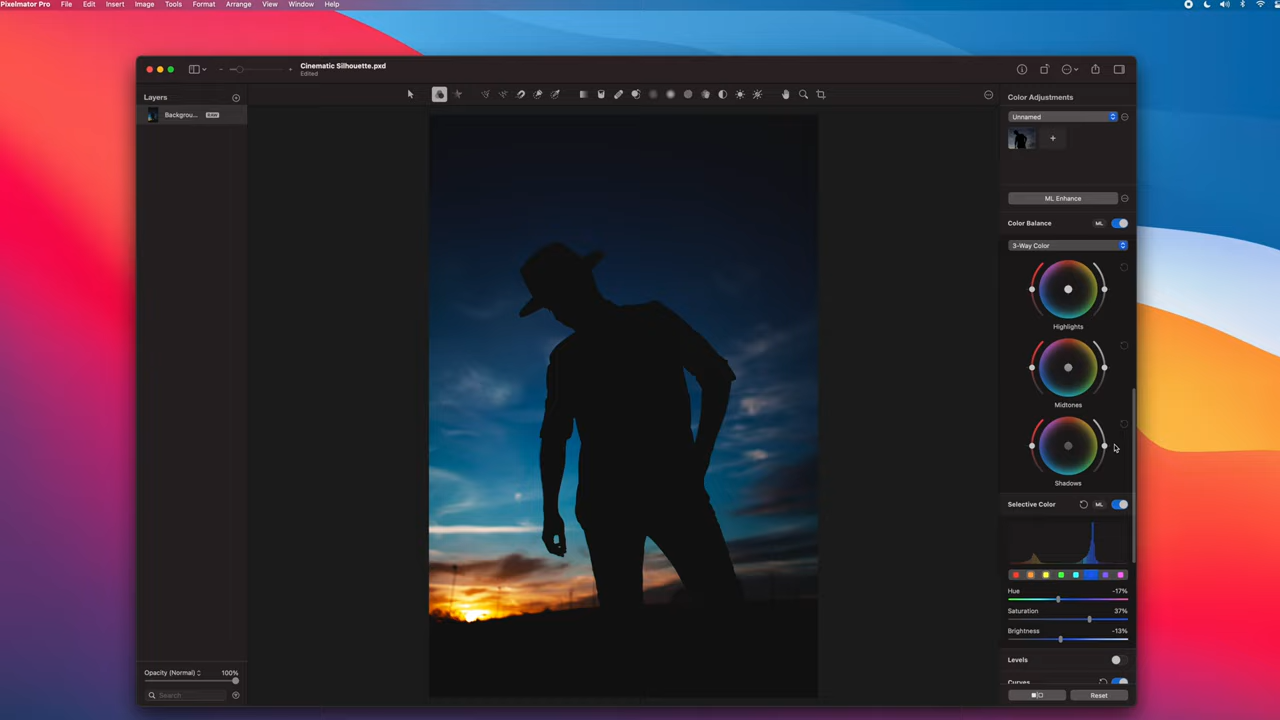 Pixelmator Pro File Edit Insert Image Tools Format Arrange View Window Help
Cinematic Silhouette.pxd
Edited
Layers
Backgrou... RAW
Color Adjustments
Unnamed
ML Enhance
Color Balance ML
3-Way Color
Highlights
Midtones
Shadows
Selective Color ML
Hue -17%
Saturation 37%
Brightness -13%
Levels
Curves
Opacity (Normal) 100%
Search
Reset